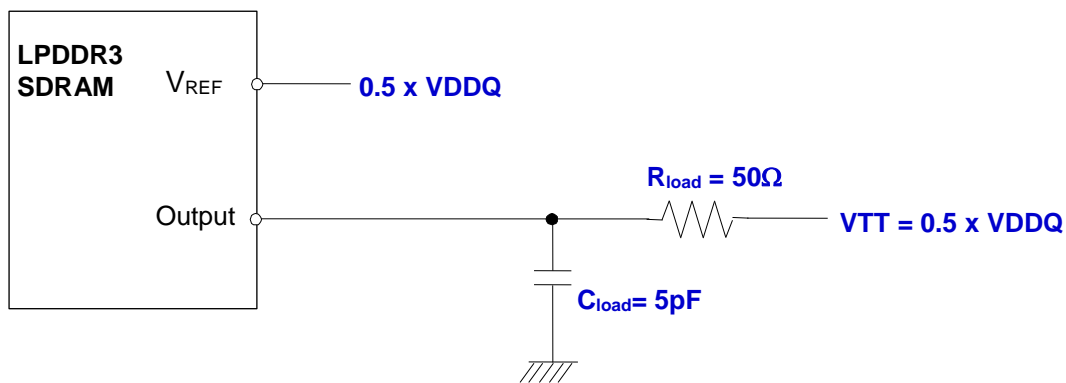 LPDDR3
SDRAM
VREF
0.5 x VDDQ
Rload = 50Ω
Output
VTT = 0.5 x VDDQ
Cload= 5pF